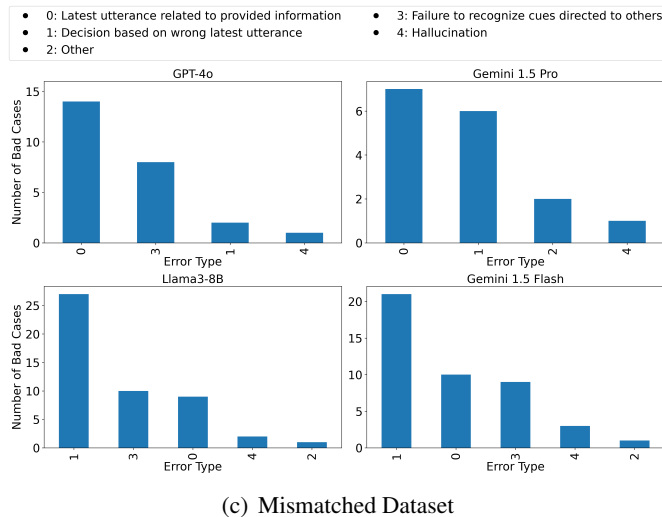 0: Latest utterance related to provided information
1: Decision based on wrong latest utterance
2: Other
3: Failure to recognize cues directed to others
4: Hallucination
GPT-4o
Number of Bad Cases
15
10
5
0
0 3 1 4
Error Type
Gemini 1.5 Pro
6
4
2
0
0 1 2 4
Error Type
Llama3-8B
Number of Bad Cases
25
20
15
10
5
0
1 3 0 4 2
Error Type
Gemini 1.5 Flash
20
15
10
5
0
1 0 3 4 2
Error Type
(c) Mismatched Dataset